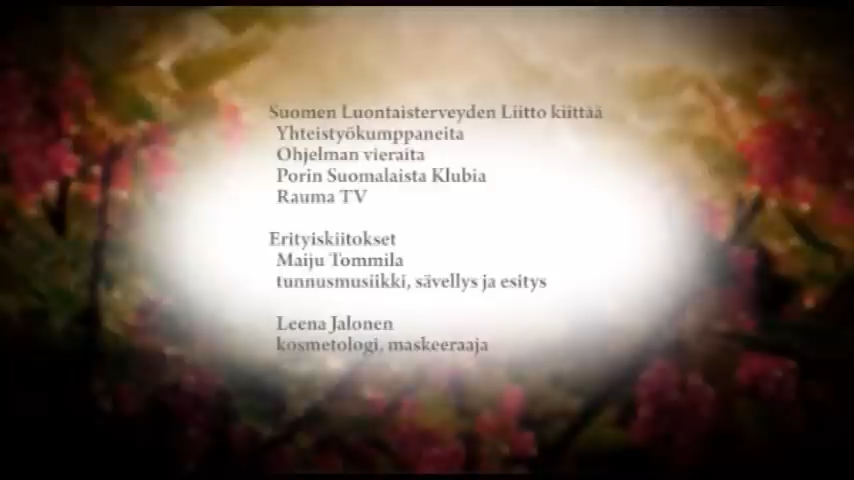 Suomen Luontaisterveyden Liitto kiittää
Yhteistyökumppaneita
Ohjelman vieraita
Porin Suomalaista Klubia
Rauma TV
Erityiskiitokset
Maiju Tommila
tunnusmusiikki, sävellys ja esitys
Leena Jalonen
kosmetologi, maskeeraaja